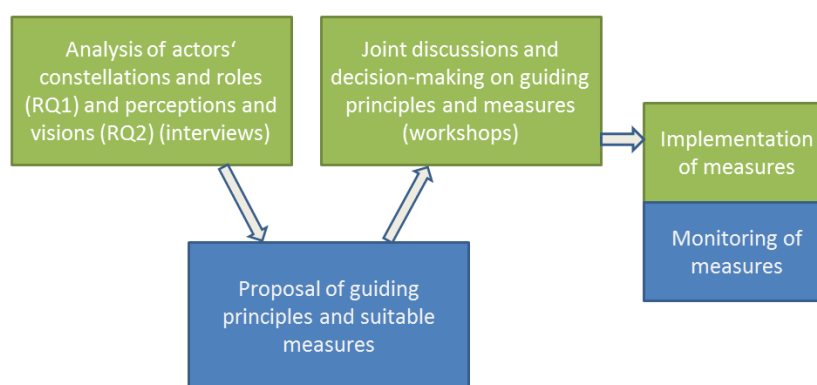 Analysis of actors‘
constellations and roles
(RQ1) and perceptions and
visions (RQ2) (interviews)
Joint discussions and
decision-making on guiding
principles and measures
(workshops)
Implementation
of measures
Monitoring of
measures
Proposal of guiding
principles and suitable
measures